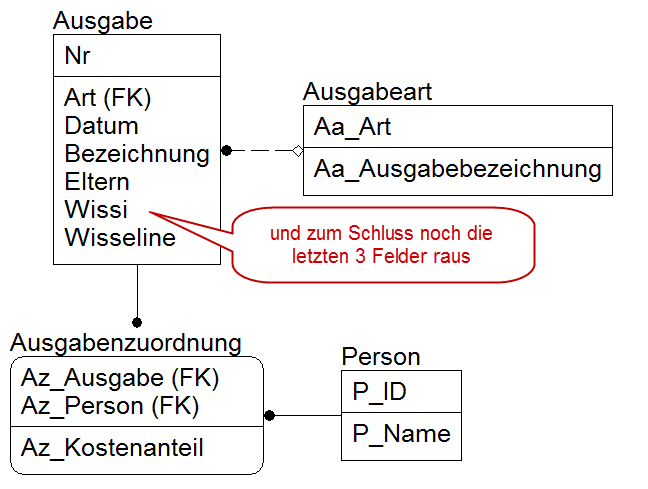 Ausgabe
Nr
Art (FK)
Datum
Bezeichnung
Eltern
Wissi
Wisseline
Ausgabeart
Aa_Art
Aa_Ausgabebezeichnung
und zum Schluss noch die
letzten 3 Felder raus
Ausgabenzuordnung
Az_Ausgabe (FK)
Az_Person (FK)
Az_Kostenanteil
Person
P_ID
P_Name